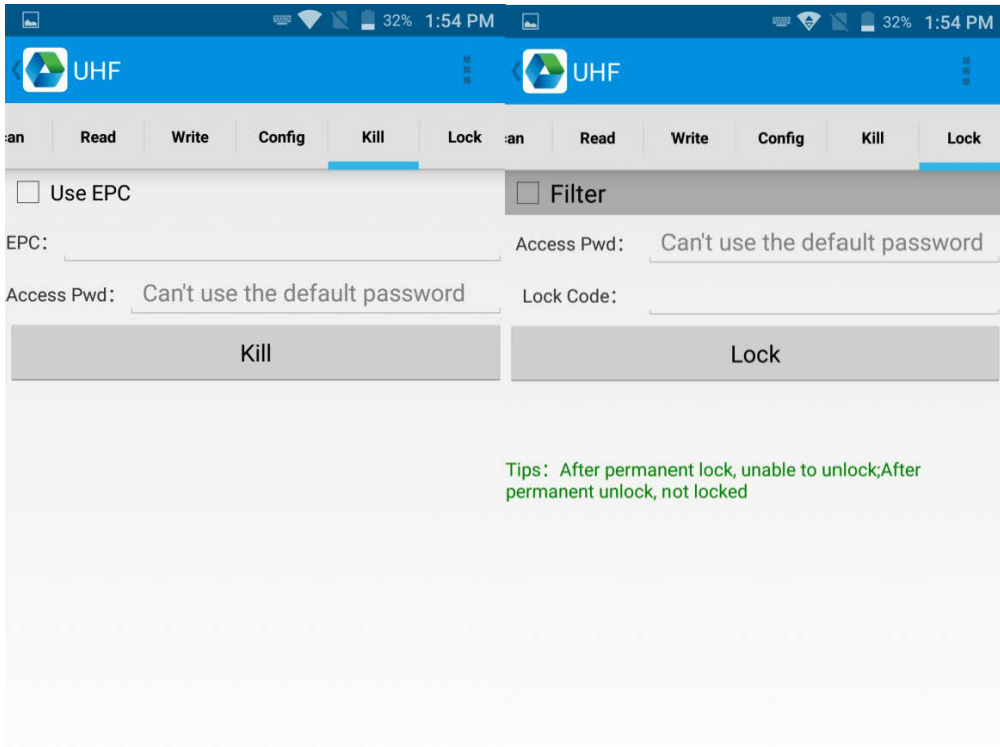 32% 1:54 PM
UHF
can Read Write Config Kill Lock
Use EPC
EPC:
Access Pwd: Can't use the default password
Kill
32% 1:54 PM
UHF
can Read Write Config Kill Lock
Filter
Access Pwd: Can't use the default password
Lock Code:
Lock
Tips: After permanent lock, unable to unlock;After
permanent unlock, not locked